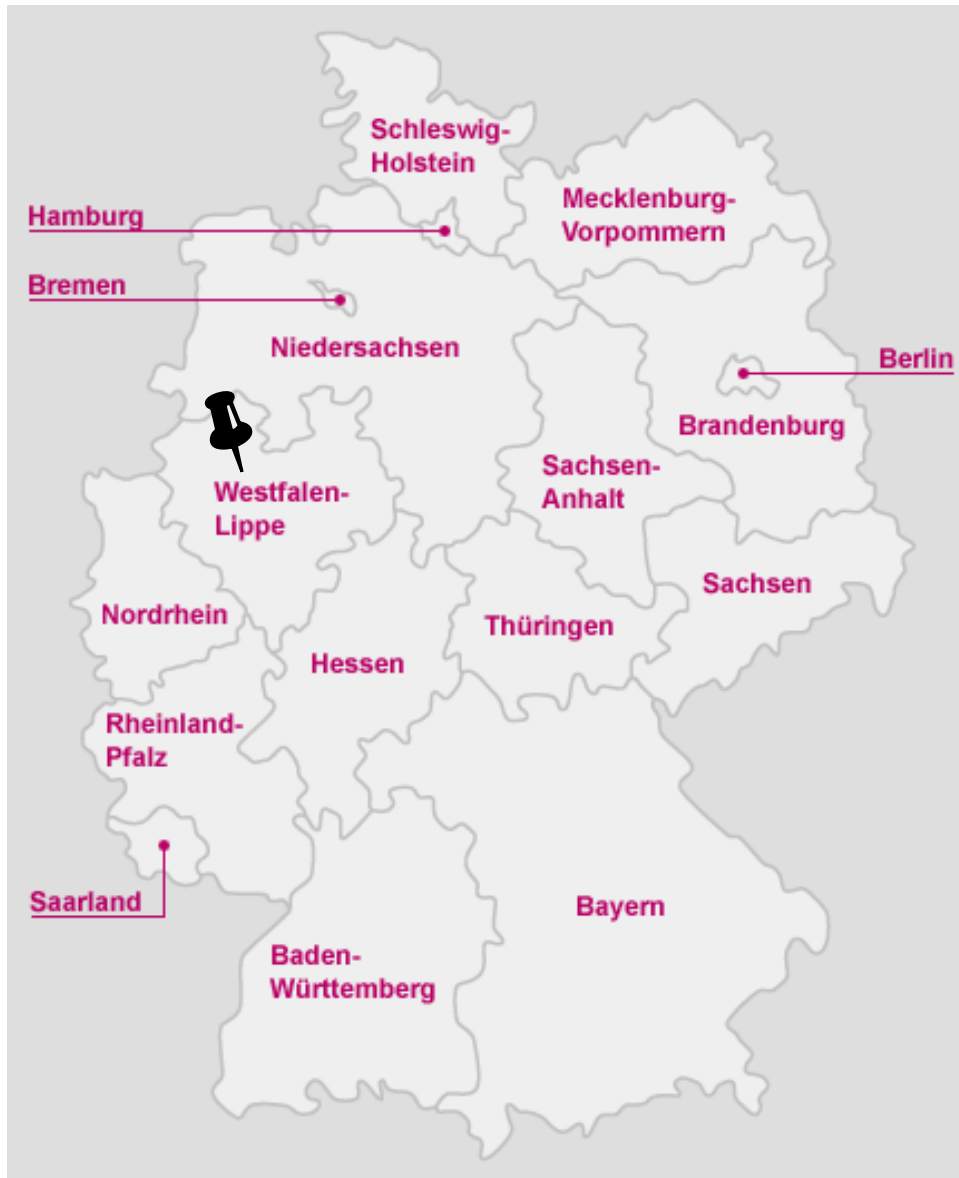 Schleswig-
Holstein
Mecklenburg-
Vorpommern
Hamburg
Bremen
Niedersachsen
Berlin
Brandenburg
Sachsen-
Anhalt
Westfalen-
Lippe
Sachsen
Nordrhein
Thüringen
Hessen
Rheinland-
Pfalz
Saarland
Bayern
Baden-
Württemberg